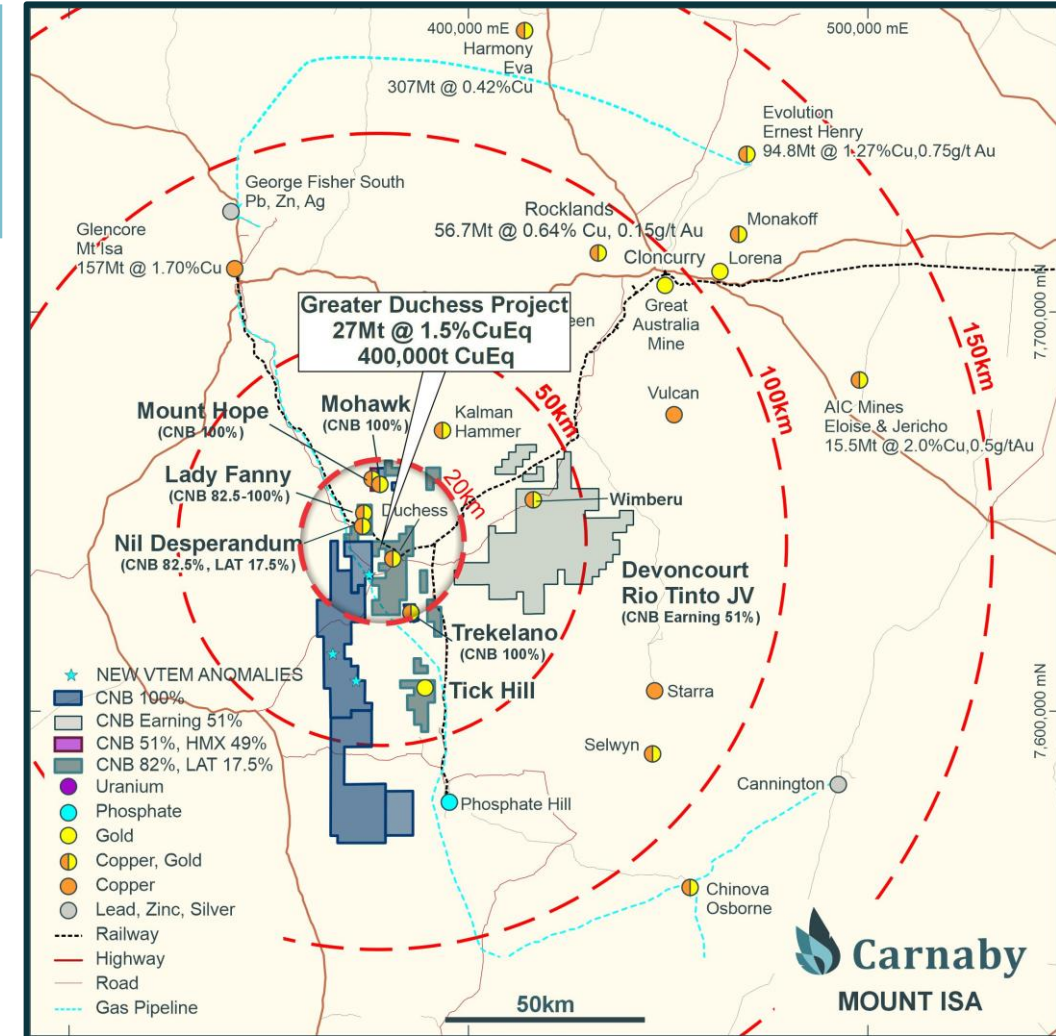 400,000 mE
500,000 mE
Harmony
Eva
307Mt @ 0.42%Cu
Evolution
Ernest Henry
94.8Mt @ 1.27%Cu,0.75g/t Au
George Fisher South
Pb, Zn, Ag
Glencore
Mt Isa
157Mt @ 1.70%Cu
Rocklands
56.7Mt @ 0.64% Cu, 0.15g/t Au
Monakoff
Cloncurry
Lorena
Great
Australia
Mine
7,700,000 mN
Greater Duchess Project
27Mt @ 1.5%CuEq
400,000t CuEq
een
150km
100km
50km
20km
Vulcan
AIC Mines
Eloise & Jericho
15.5Mt @ 2.0%Cu,0.5g/tAu
Mount Hope
(CNB 100%)
Mohawk
(CNB 100%)
Kalman
Hammer
Lady Fanny
(CNB 82.5-100%)
Duchess
Wimberu
Nil Desperandum
(CNB 82.5%, LAT 17.5%)
Devoncourt
Rio Tinto JV
(CNB Earning 51%)
Trekelano
(CNB 100%)
Tick Hill
Starra
Selwyn
7,600,000 mN
Cannington
Phosphate Hill
Chinova
Osborne
NEW VTEM ANOMALIES
CNB 100%
CNB Earning 51%
CNB 51%, HMX 49%
CNB 82%, LAT 17.5%
Uranium
Phosphate
Gold
Copper, Gold
Copper
Lead, Zinc, Silver
Railway
Highway
Road
Gas Pipeline
50km
Carnaby
MOUNT ISA